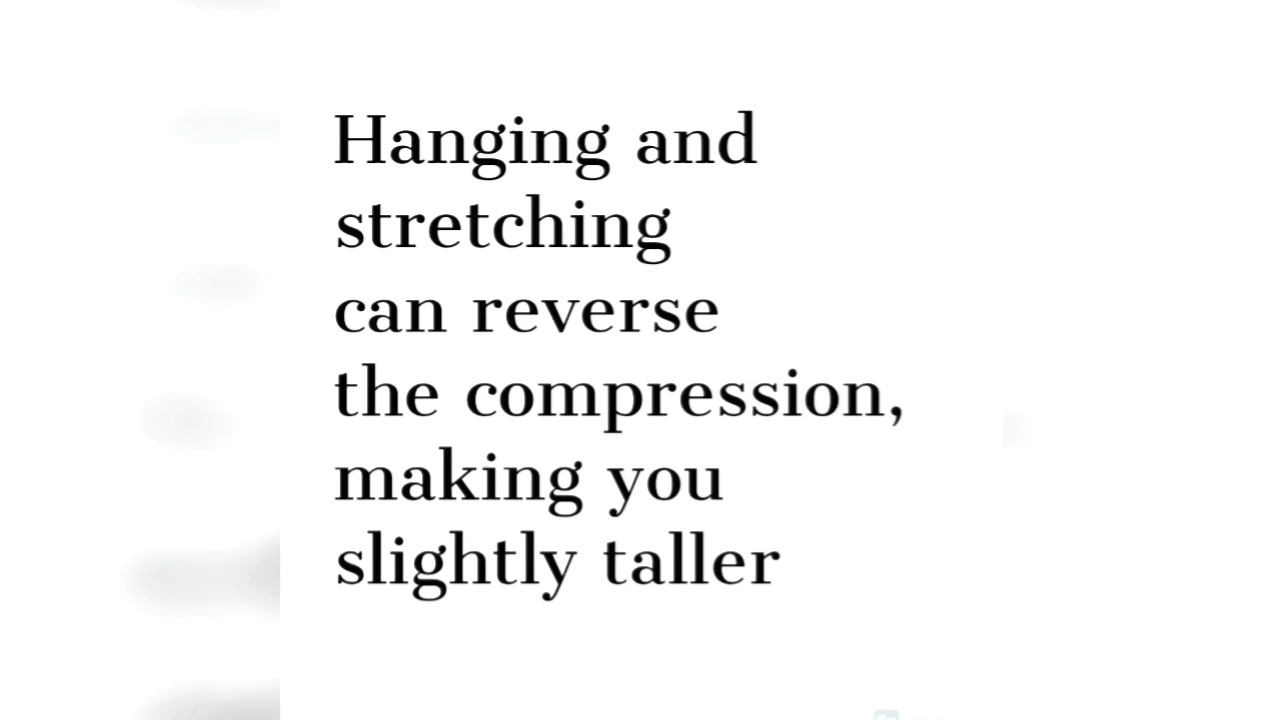 Hanging and
stretching
can reverse
the compression,
making you
slightly taller